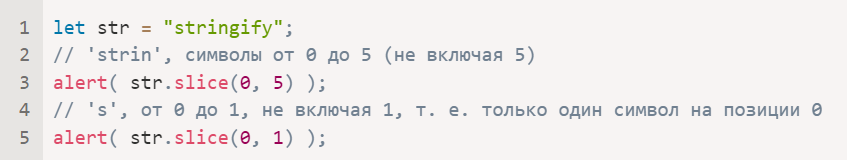 1 let str = "stringify";
2 // 'strin', символы от 0 до 5 (не включая 5)
3 alert( str.slice(0, 5) );
4 // 's', от 0 до 1, не включая 1, т. е. только один символ на позиции 0
5 alert( str.slice(0, 1) );